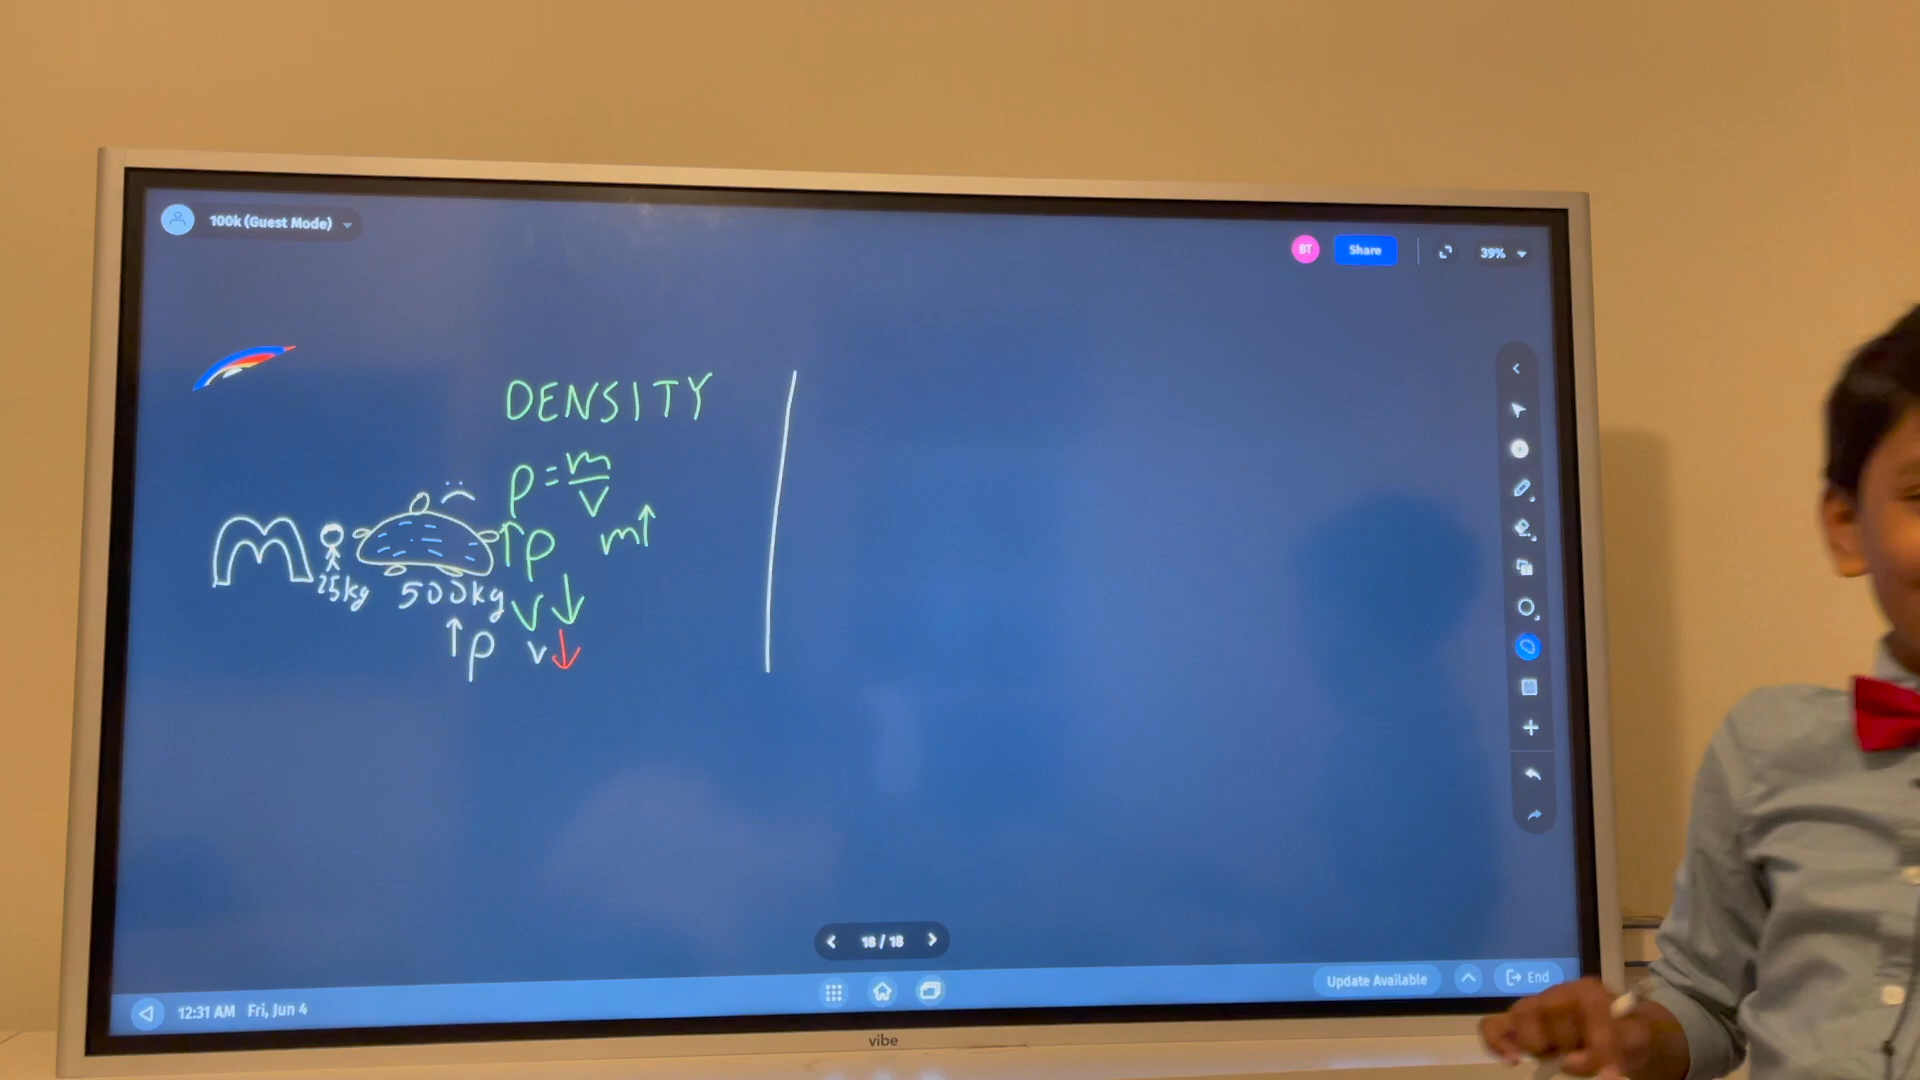 100k (Guest Mode)
BT
Share
39%
DENSITY
ρ = m/V
↑ρ m↑
25kg
500kg
V↓
↑ρ v↓
18 / 18
Update Available
End
12:31 AM Fri, Jun 4
vibe